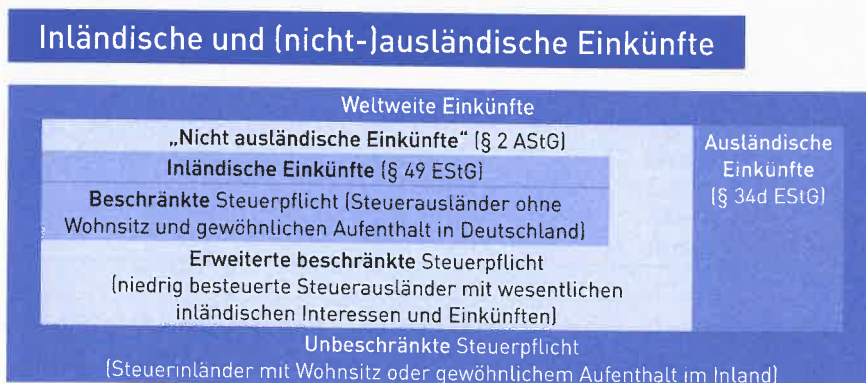 Inländische und (nicht-)ausländische Einkünfte
Weltweite Einkünfte
„Nicht ausländische Einkünfte“ (§ 2 AStG)
Inländische Einkünfte (§ 49 EStG)
Beschränkte Steuerpflicht (Steuerausländer ohne
Wohnsitz und gewöhnlichen Aufenthalt in Deutschland)
Erweiterte beschränkte Steuerpflicht
(niedrig besteuerte Steuerausländer mit wesentlichen
inländischen Interessen und Einkünften)
Ausländische
Einkünfte
(§ 34d EStG)
Unbeschränkte Steuerpflicht
(Steuerinländer mit Wohnsitz oder gewöhnlichem Aufenthalt im Inland)